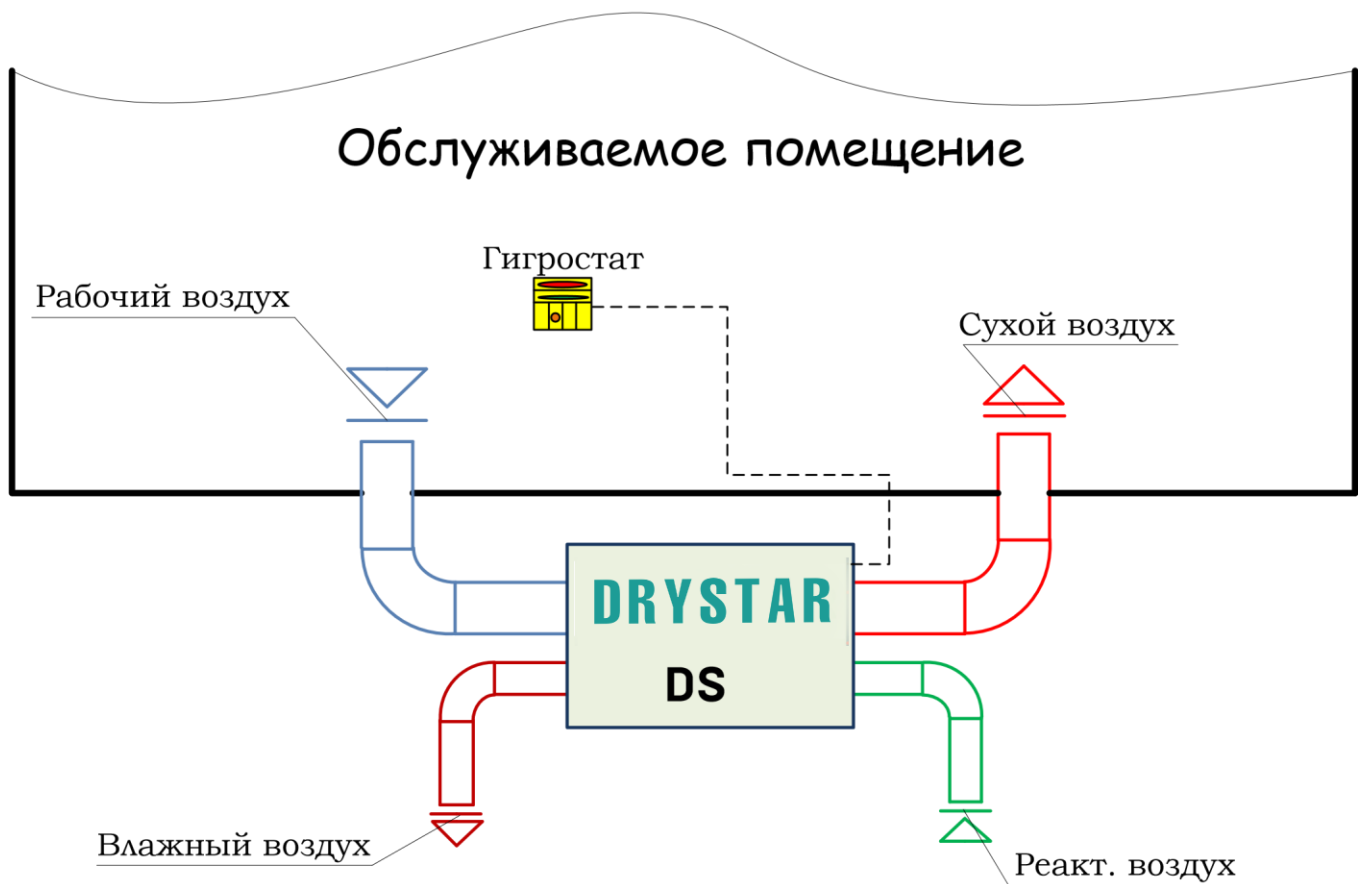 Обслуживаемое помещение
Гигростат
Рабочий воздух
Сухой воздух
DRYSTAR
DS
Влажный воздух
Реакт. воздух